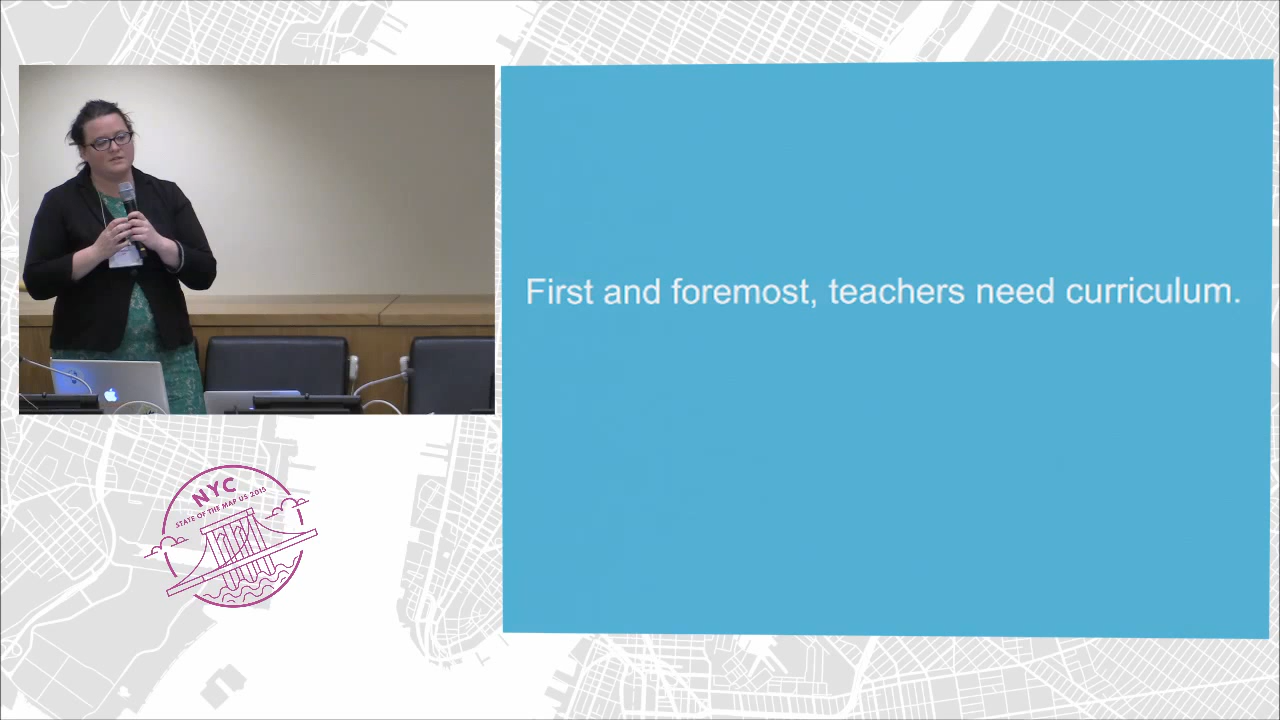 First and foremost, teachers need curriculum.
NYC
STATE OF THE MAP US 2015